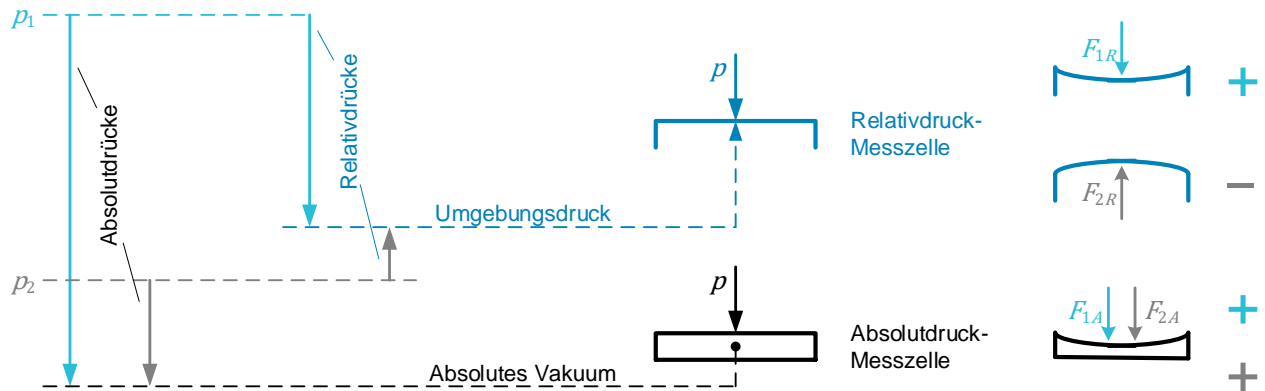 p1
Absolutdrücke
Relativdrücke
p
F1R
+
Relativdruck-
Messzelle
F2R
−
Umgebungsdruck
p2
p
F1A
F2A
+
Absolutdruck-
Messzelle
Absolutes Vakuum
+